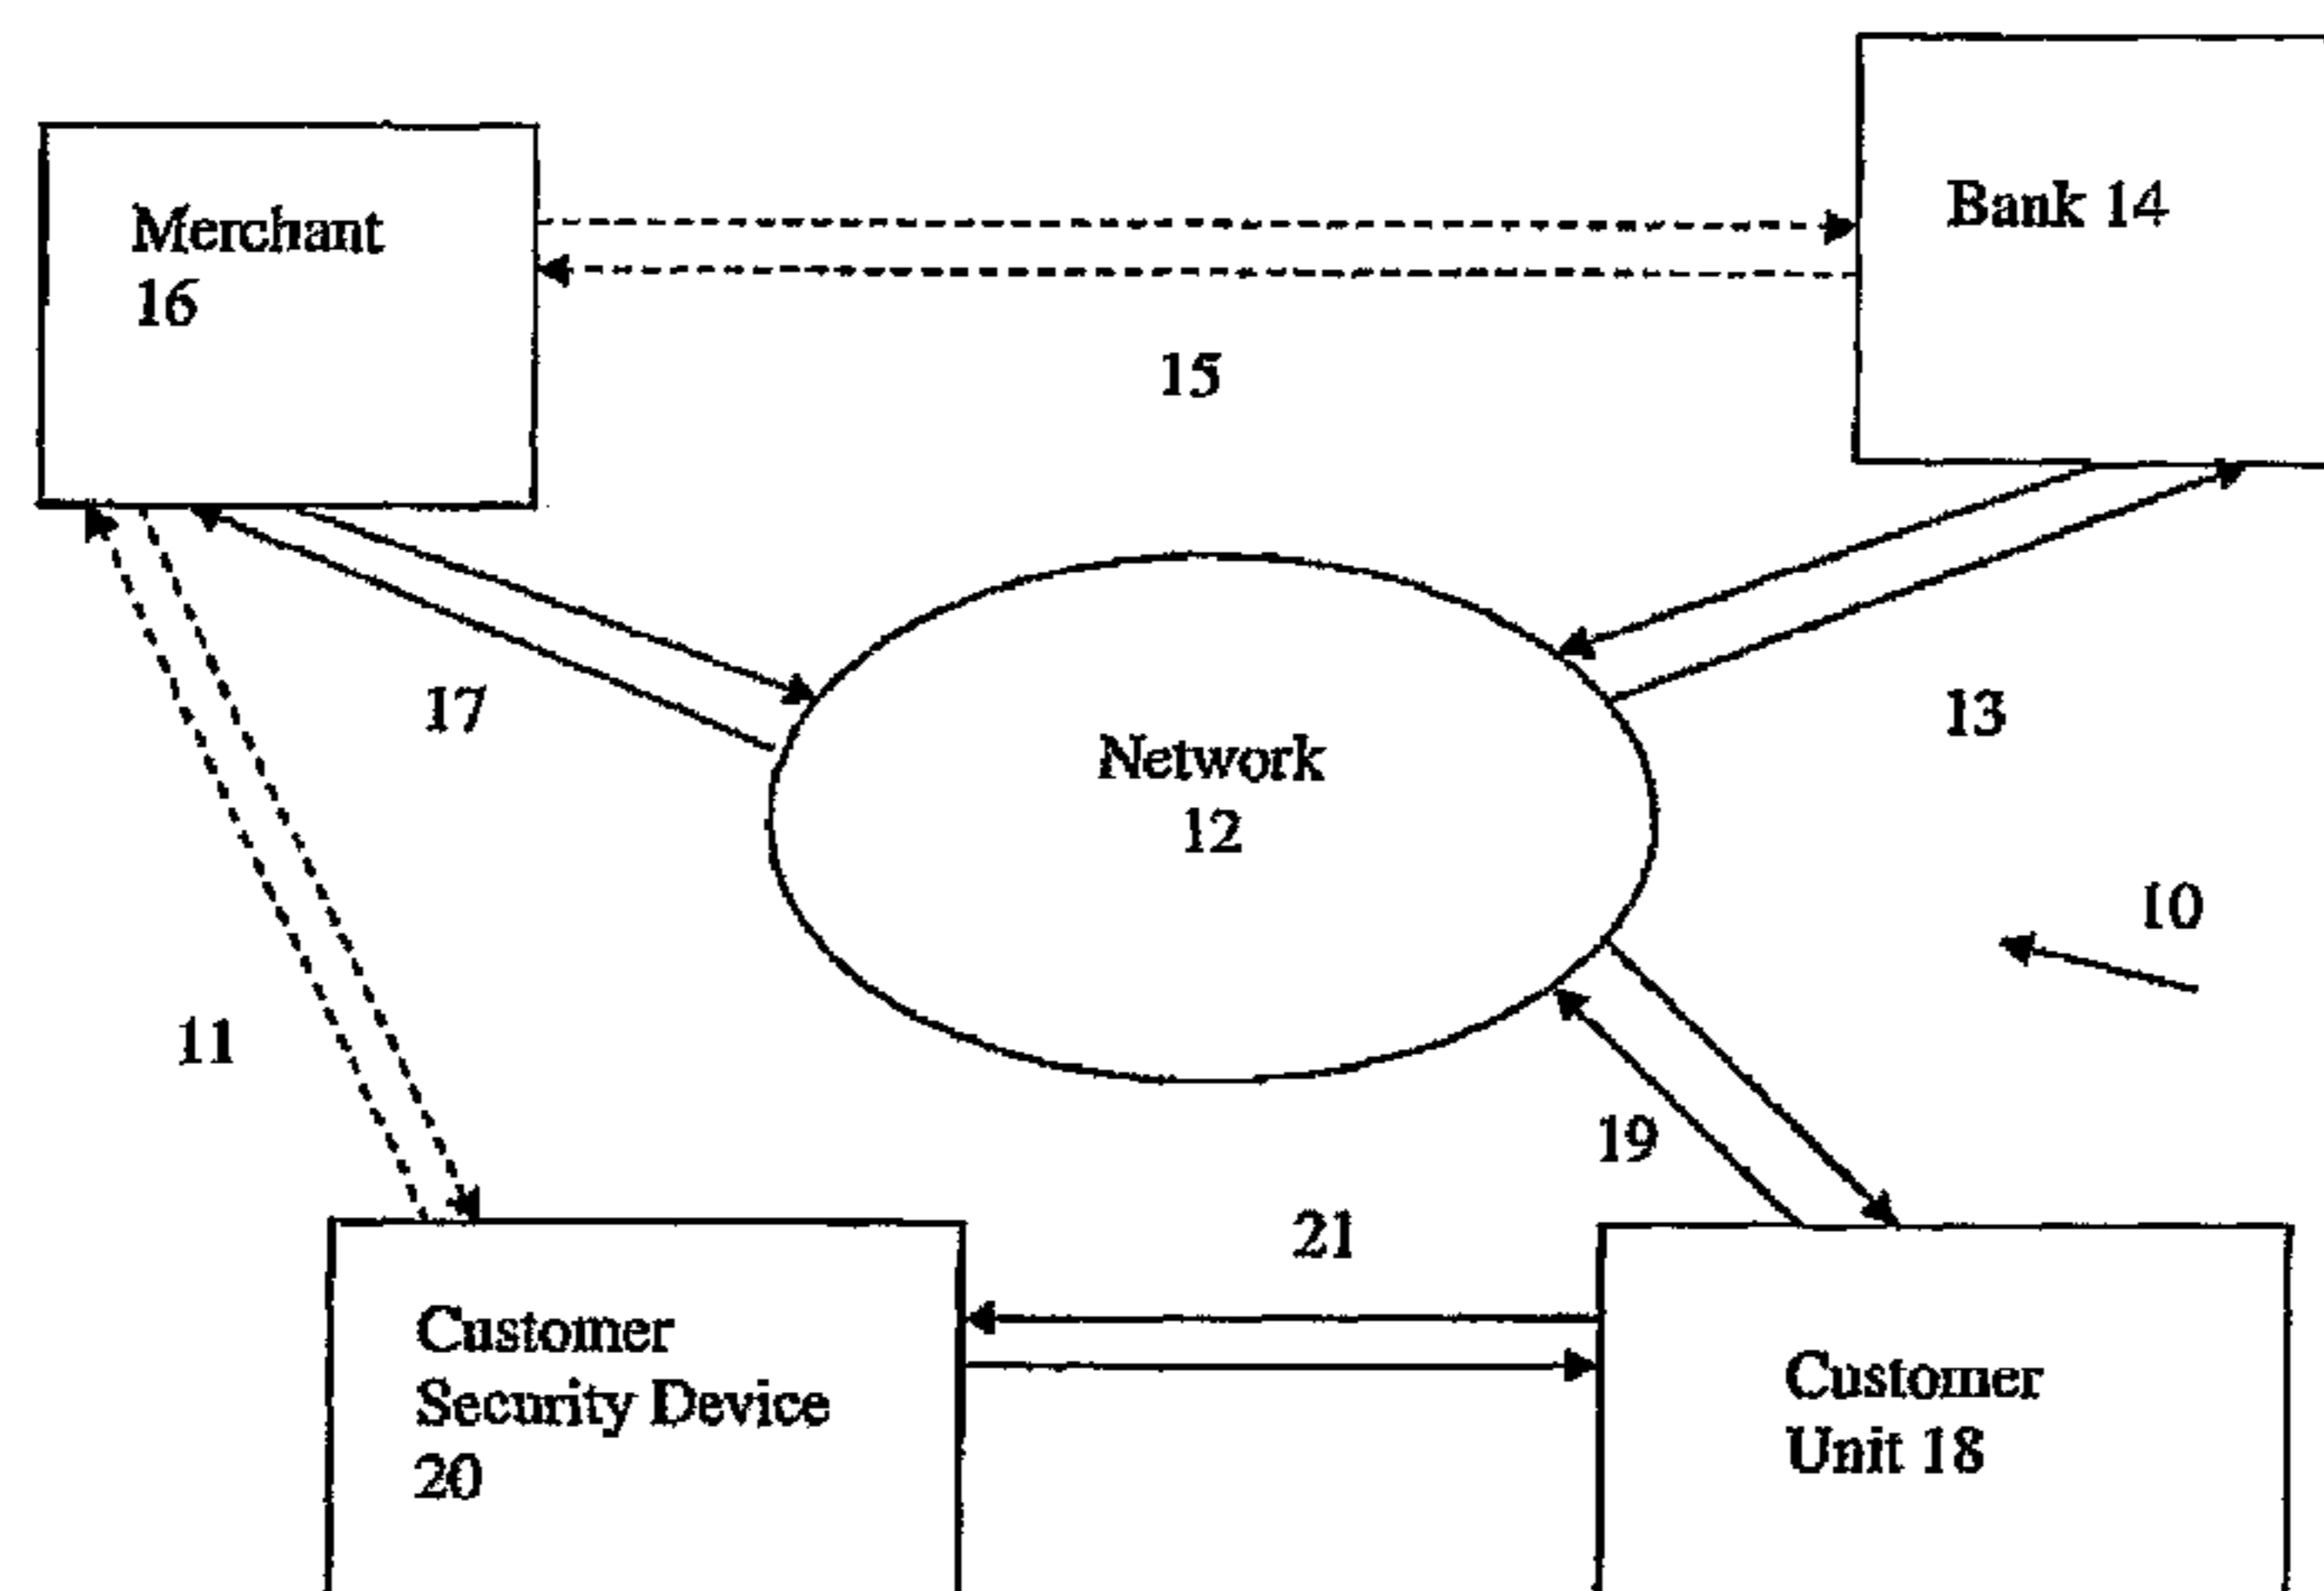 Merchant
16
Bank 14
15
17
13
Network
12
10
11
19
21
Customer
Security Device
20
Customer
Unit 18